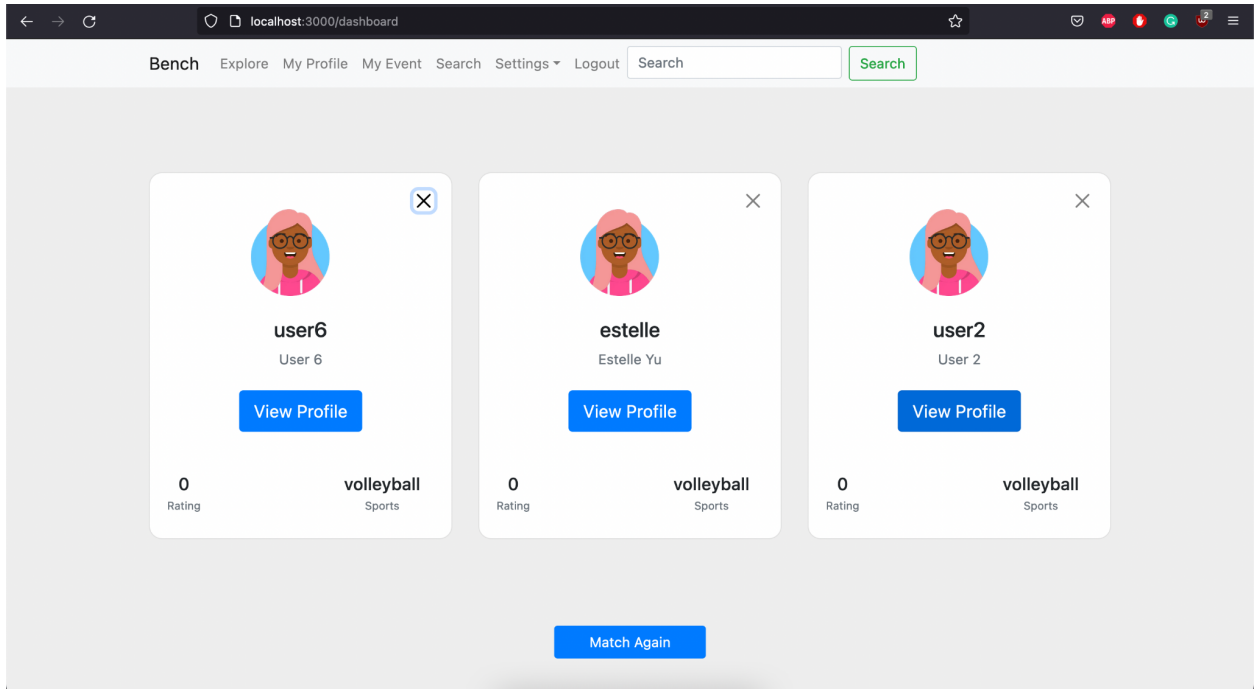 localhost:3000/dashboard
ABP
2
Bench Explore My Profile My Event Search Settings Logout Search Search
user6
User 6
View Profile
0 volleyball
Rating Sports
estelle
Estelle Yu
View Profile
0 volleyball
Rating Sports
user2
User 2
View Profile
0 volleyball
Rating Sports
Match Again